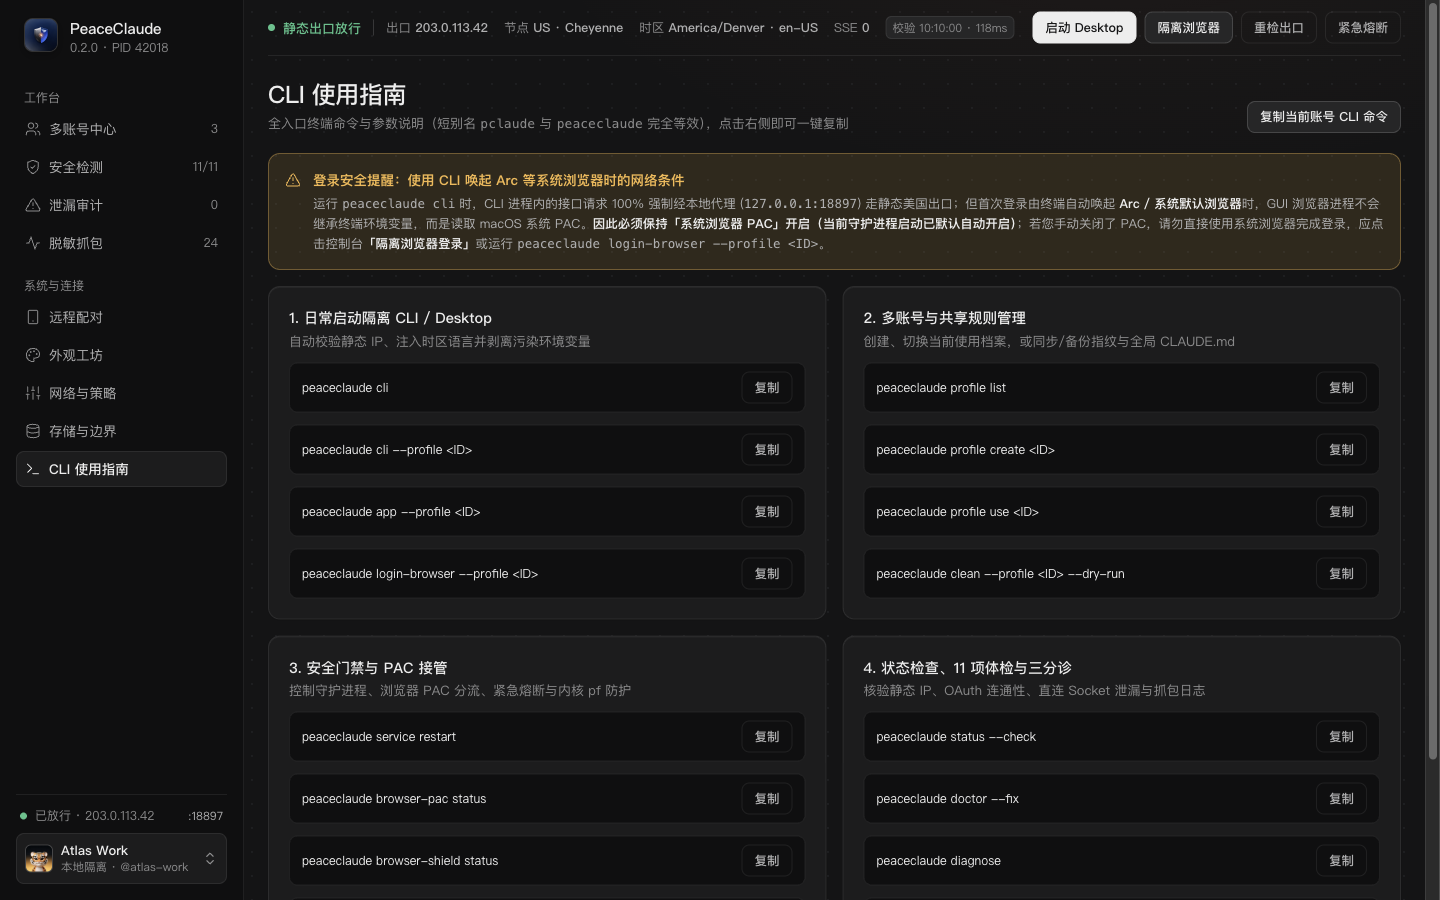 PeaceClaude
0.2.0 · PID 42018
工作台
多账号中心 3
安全检测 11/11
泄漏审计 0
脱敏抓包 24
系统与连接
远程配对
外观工坊
网络与策略
存储与边界
CLI 使用指南
已放行 · 203.0.113.42 :18897
Atlas Work
本地隔离 · @atlas-work
静态出口放行 出口 203.0.113.42 节点 US · Cheyenne 时区 America/Denver · en-US SSE 0 校验 10:10:00 · 118ms 启动 Desktop 隔离浏览器 重检出口 紧急熔断
CLI 使用指南
全入口终端命令与参数说明（短别名 pclaude 与 peaceclaude 完全等效），点击右侧即可一键复制
复制当前账号 CLI 命令
登录安全提醒：使用 CLI 唤起 Arc 等系统浏览器时的网络条件
运行 peaceclaude cli 时，CLI 进程内的接口请求 100% 强制经本地代理 (127.0.0.1:18897) 走静态美国出口；但首次登录由终端自动唤起 Arc / 系统默认浏览器时，GUI 浏览器进程不会
继承终端环境变量，而是读取 macOS 系统 PAC。因此必须保持「系统浏览器 PAC」开启（当前守护进程启动已默认自动开启）；若您手动关闭了 PAC，请勿直接使用系统浏览器完成登录，应点
击控制台「隔离浏览器登录」或运行 peaceclaude login-browser --profile <ID>。
1. 日常启动隔离 CLI / Desktop
自动校验静态 IP、注入时区语言并剥离污染环境变量
peaceclaude cli 复制
peaceclaude cli --profile <ID> 复制
peaceclaude app --profile <ID> 复制
peaceclaude login-browser --profile <ID> 复制
2. 多账号与共享规则管理
创建、切换当前使用档案，或同步/备份指纹与全局 CLAUDE.md
peaceclaude profile list 复制
peaceclaude profile create <ID> 复制
peaceclaude profile use <ID> 复制
peaceclaude clean --profile <ID> --dry-run 复制
3. 安全门禁与 PAC 接管
控制守护进程、浏览器 PAC 分流、紧急熔断与内核 pf 防护
peaceclaude service restart 复制
peaceclaude browser-pac status 复制
peaceclaude browser-shield status 复制
4. 状态检查、11 项体检与三分诊
核验静态 IP、OAuth 连通性、直连 Socket 泄漏与抓包日志
peaceclaude status --check 复制
peaceclaude doctor --fix 复制
peaceclaude diagnose 复制